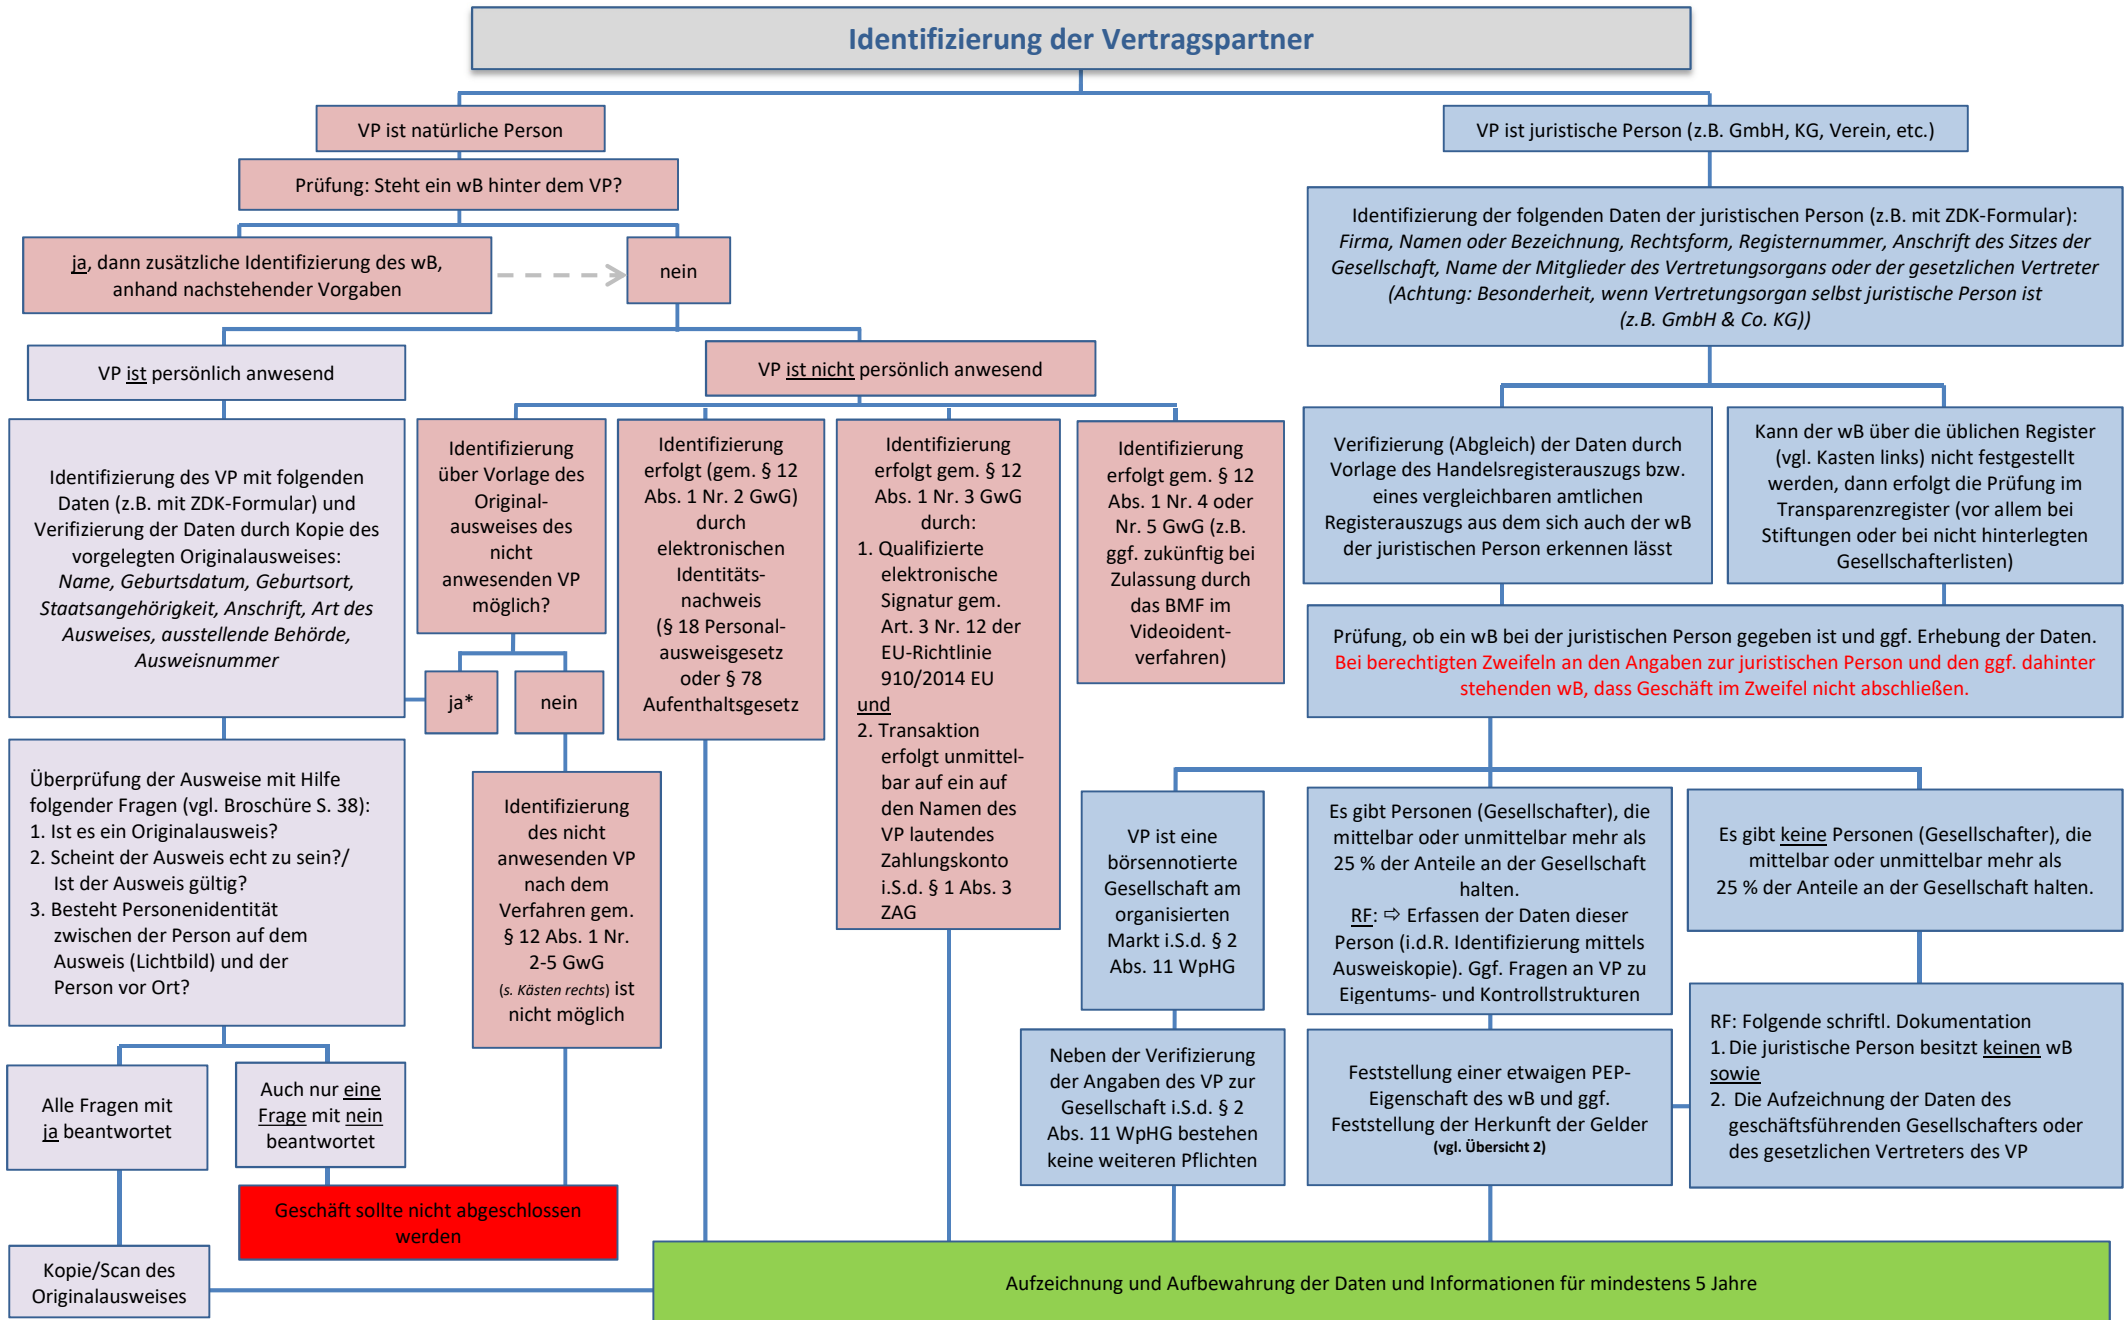 Identifizierung der Vertragspartner
VP ist natürliche Person
VP ist juristische Person (z.B. GmbH, KG, Verein, etc.)
Prüfung: Steht ein wB hinter dem VP?
ja, dann zusätzliche Identifizierung des wB,
anhand nachstehender Vorgaben
nein
Identifizierung der folgenden Daten der juristischen Person (z.B. mit ZDK-Formular):
Firma, Namen oder Bezeichnung, Rechtsform, Registernummer, Anschrift des Sitzes der
Gesellschaft, Name der Mitglieder des Vertretungsorgans oder der gesetzlichen Vertreter
(Achtung: Besonderheit, wenn Vertretungsorgan selbst juristische Person ist
(z.B. GmbH & Co. KG))
VP ist persönlich anwesend
VP ist nicht persönlich anwesend
Identifizierung des VP mit folgenden
Daten (z.B. mit ZDK-Formular) und
Verifizierung der Daten durch Kopie des
vorgelegten Originalausweises:
Name, Geburtsdatum, Geburtsort,
Staatsangehörigkeit, Anschrift, Art des
Ausweises, ausstellende Behörde,
Ausweisnummer
Identifizierung
über Vorlage des
Original-
ausweises des
nicht
anwesenden VP
möglich?
Identifizierung
erfolgt (gem. § 12
Abs. 1 Nr. 2 GwG)
durch
elektronischen
Identitäts-
nachweis
(§ 18 Personal-
ausweisgesetz
oder § 78
Aufenthaltsgesetz
Identifizierung
erfolgt gem. § 12
Abs. 1 Nr. 3 GwG
durch:
1. Qualifizierte
elektronische
Signatur gem.
Art. 3 Nr. 12 der
EU-Richtlinie
910/2014 EU
und
2. Transaktion
erfolgt unmittel-
bar auf ein auf
den Namen des
VP lautendes
Zahlungskonto
i.S.d. § 1 Abs. 3
ZAG
Identifizierung
erfolgt gem. § 12
Abs. 1 Nr. 4 oder
Nr. 5 GwG (z.B.
ggf. zukünftig bei
Zulassung durch
das BMF im
Videoident-
verfahren)
Verifizierung (Abgleich) der Daten durch
Vorlage des Handelsregisterauszugs bzw.
eines vergleichbaren amtlichen
Registerauszugs aus dem sich auch der wB
der juristischen Person erkennen lässt
Kann der wB über die üblichen Register
(vgl. Kasten links) nicht festgestellt
werden, dann erfolgt die Prüfung im
Transparenzregister (vor allem bei
Stiftungen oder bei nicht hinterlegten
Gesellschafterlisten)
Prüfung, ob ein wB bei der juristischen Person gegeben ist und ggf. Erhebung der Daten.
Bei berechtigten Zweifeln an den Angaben zur juristischen Person und den ggf. dahinter
stehenden wB, dass Geschäft im Zweifel nicht abschließen.
ja*
nein
Überprüfung der Ausweise mit Hilfe
folgender Fragen (vgl. Broschüre S. 38):
1. Ist es ein Originalausweis?
2. Scheint der Ausweis echt zu sein?/
Ist der Ausweis gültig?
3. Besteht Personenidentität
zwischen der Person auf dem
Ausweis (Lichtbild) und der
Person vor Ort?
Identifizierung
des nicht
anwesenden VP
nach dem
Verfahren gem.
§ 12 Abs. 1 Nr.
2-5 GwG
(s. Kästen rechts) ist
nicht möglich
VP ist eine
börsennotierte
Gesellschaft am
organisierten
Markt i.S.d. § 2
Abs. 11 WpHG
Es gibt Personen (Gesellschafter), die
mittelbar oder unmittelbar mehr als
25 % der Anteile an der Gesellschaft
halten.
RF: ⇨ Erfassen der Daten dieser
Person (i.d.R. Identifizierung mittels
Ausweiskopie). Ggf. Fragen an VP zu
Eigentums- und Kontrollstrukturen
Es gibt keine Personen (Gesellschafter), die
mittelbar oder unmittelbar mehr als
25 % der Anteile an der Gesellschaft halten.
Neben der Verifizierung
der Angaben des VP zur
Gesellschaft i.S.d. § 2
Abs. 11 WpHG bestehen
keine weiteren Pflichten
Feststellung einer etwaigen PEP-
Eigenschaft des wB und ggf.
Feststellung der Herkunft der Gelder
(vgl. Übersicht 2)
RF: Folgende schriftl. Dokumentation
1. Die juristische Person besitzt keinen wB
sowie
2. Die Aufzeichnung der Daten des
geschäftsführenden Gesellschafters oder
des gesetzlichen Vertreters des VP
Alle Fragen mit
ja beantwortet
Auch nur eine
Frage mit nein
beantwortet
Geschäft sollte nicht abgeschlossen
werden
Kopie/Scan des
Originalausweises
Aufzeichnung und Aufbewahrung der Daten und Informationen für mindestens 5 Jahre